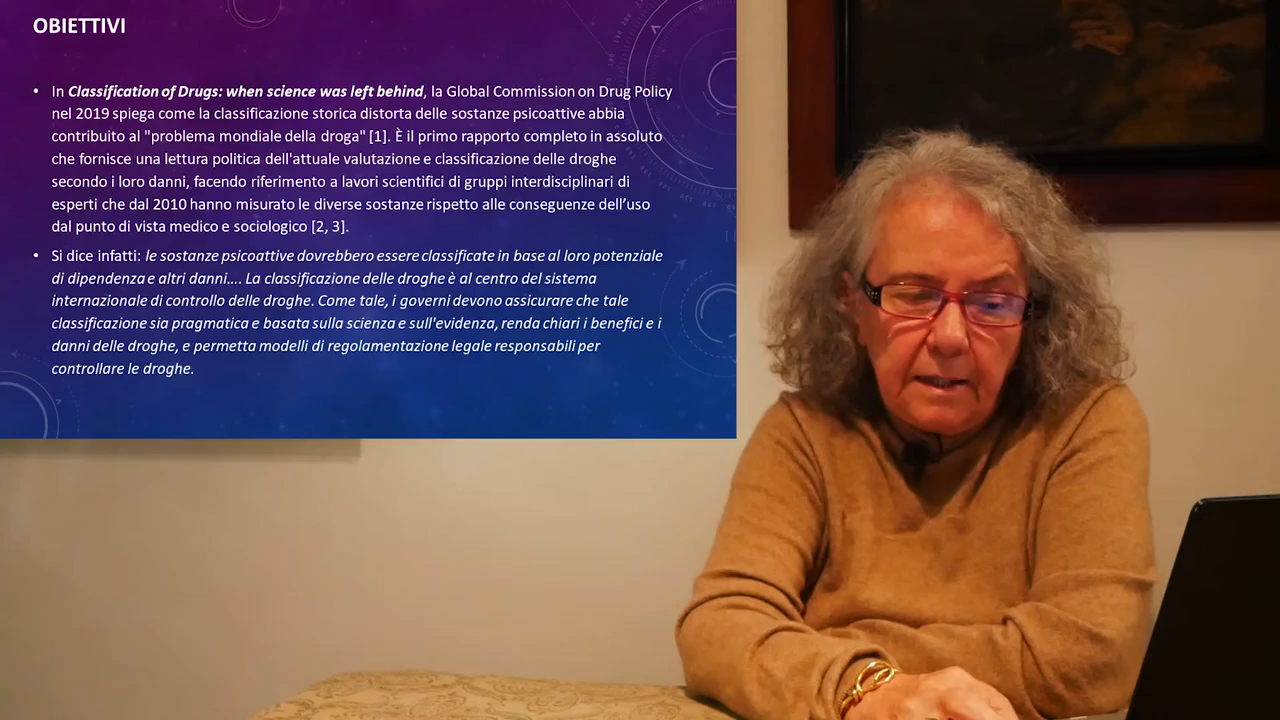 OBIETTIVI
• In Classification of Drugs: when science was left behind, la Global Commission on Drug Policy
nel 2019 spiega come la classificazione storica distorta delle sostanze psicoattive abbia
contribuito al "problema mondiale della droga" [1]. È il primo rapporto completo in assoluto
che fornisce una lettura politica dell'attuale valutazione e classificazione delle droghe
secondo i loro danni, facendo riferimento a lavori scientifici di gruppi interdisciplinari di
esperti che dal 2010 hanno misurato le diverse sostanze rispetto alle conseguenze dell’uso
dal punto di vista medico e sociologico [2, 3].
• Si dice infatti: le sostanze psicoattive dovrebbero essere classificate in base al loro potenziale
di dipendenza e altri danni.... La classificazione delle droghe è al centro del sistema
internazionale di controllo delle droghe. Come tale, i governi devono assicurare che tale
classificazione sia pragmatica e basata sulla scienza e sull'evidenza, renda chiari i benefici e i
danni delle droghe, e permetta modelli di regolamentazione legale responsabili per
controllare le droghe.